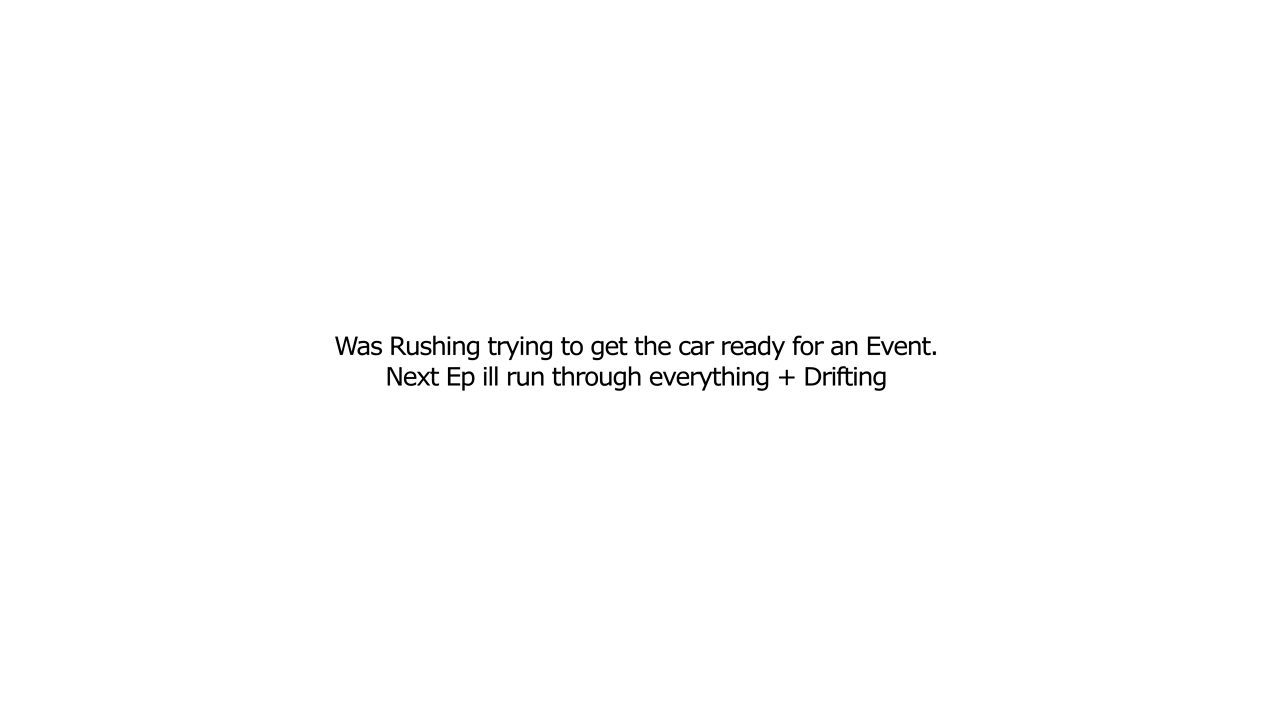 Was Rushing trying to get the car ready for an Event.
Next Ep ill run through everything + Drifting